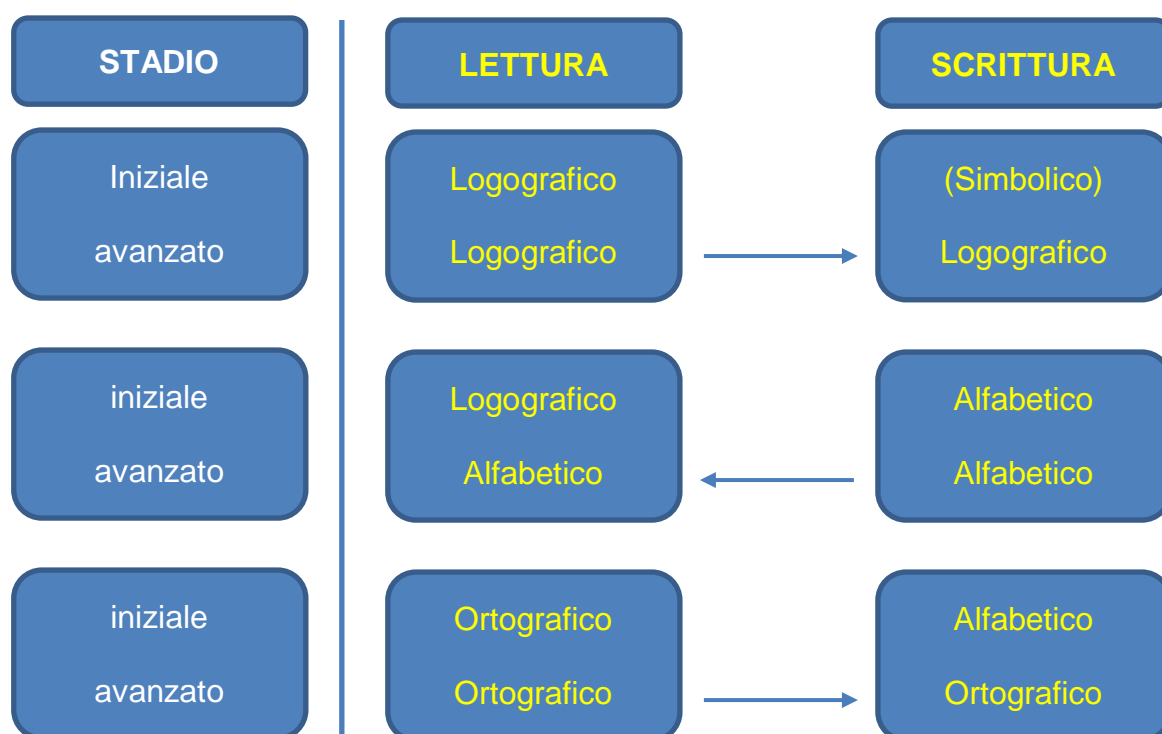 STADIO
LETTURA
SCRITTURA
Iniziale
Logografico
(Simbolico)
avanzato
Logografico
Logografico
iniziale
Logografico
Alfabetico
avanzato
Alfabetico
Alfabetico
iniziale
Ortografico
Alfabetico
avanzato
Ortografico
Ortografico